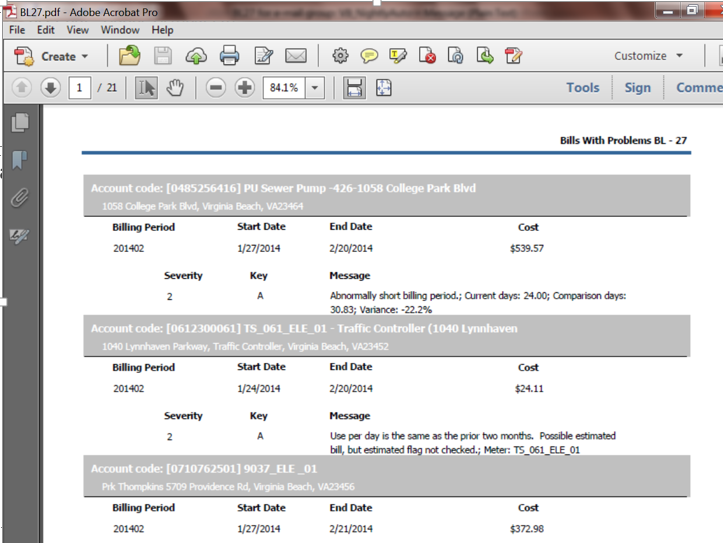 BL27.pdf - Adobe Acrobat Pro
File Edit View Window Help
Create Customize
1 / 21 84.1% Tools Sign Comme
Bills With Problems BL - 27
Account code: [0485256416] PU Sewer Pump -426-1058 College Park Blvd
1058 College Park Blvd, Virginia Beach, VA23464
Billing Period Start Date End Date Cost
201402 1/27/2014 2/20/2014 $539.57
Severity Key Message
2 A Abnormally short billing period.; Current days: 24.00; Comparison days:
30.83; Variance: -22.2%
Account code: [0612300061] TS_061_ELE_01 - Traffic Controller (1040 Lynnhaven
1040 Lynnhaven Parkway, Traffic Controller, Virginia Beach, VA23452
Billing Period Start Date End Date Cost
201402 1/24/2014 2/20/2014 $24.11
Severity Key Message
2 A Use per day is the same as the prior two months. Possible estimated
bill, but estimated flag not checked.; Meter: TS_061_ELE_01
Account code: [0710762501] 9037_ELE _01
Prk Thompkins 5709 Providence Rd, Virginia Beach, VA23456
Billing Period Start Date End Date Cost
201402 1/27/2014 2/21/2014 $372.98